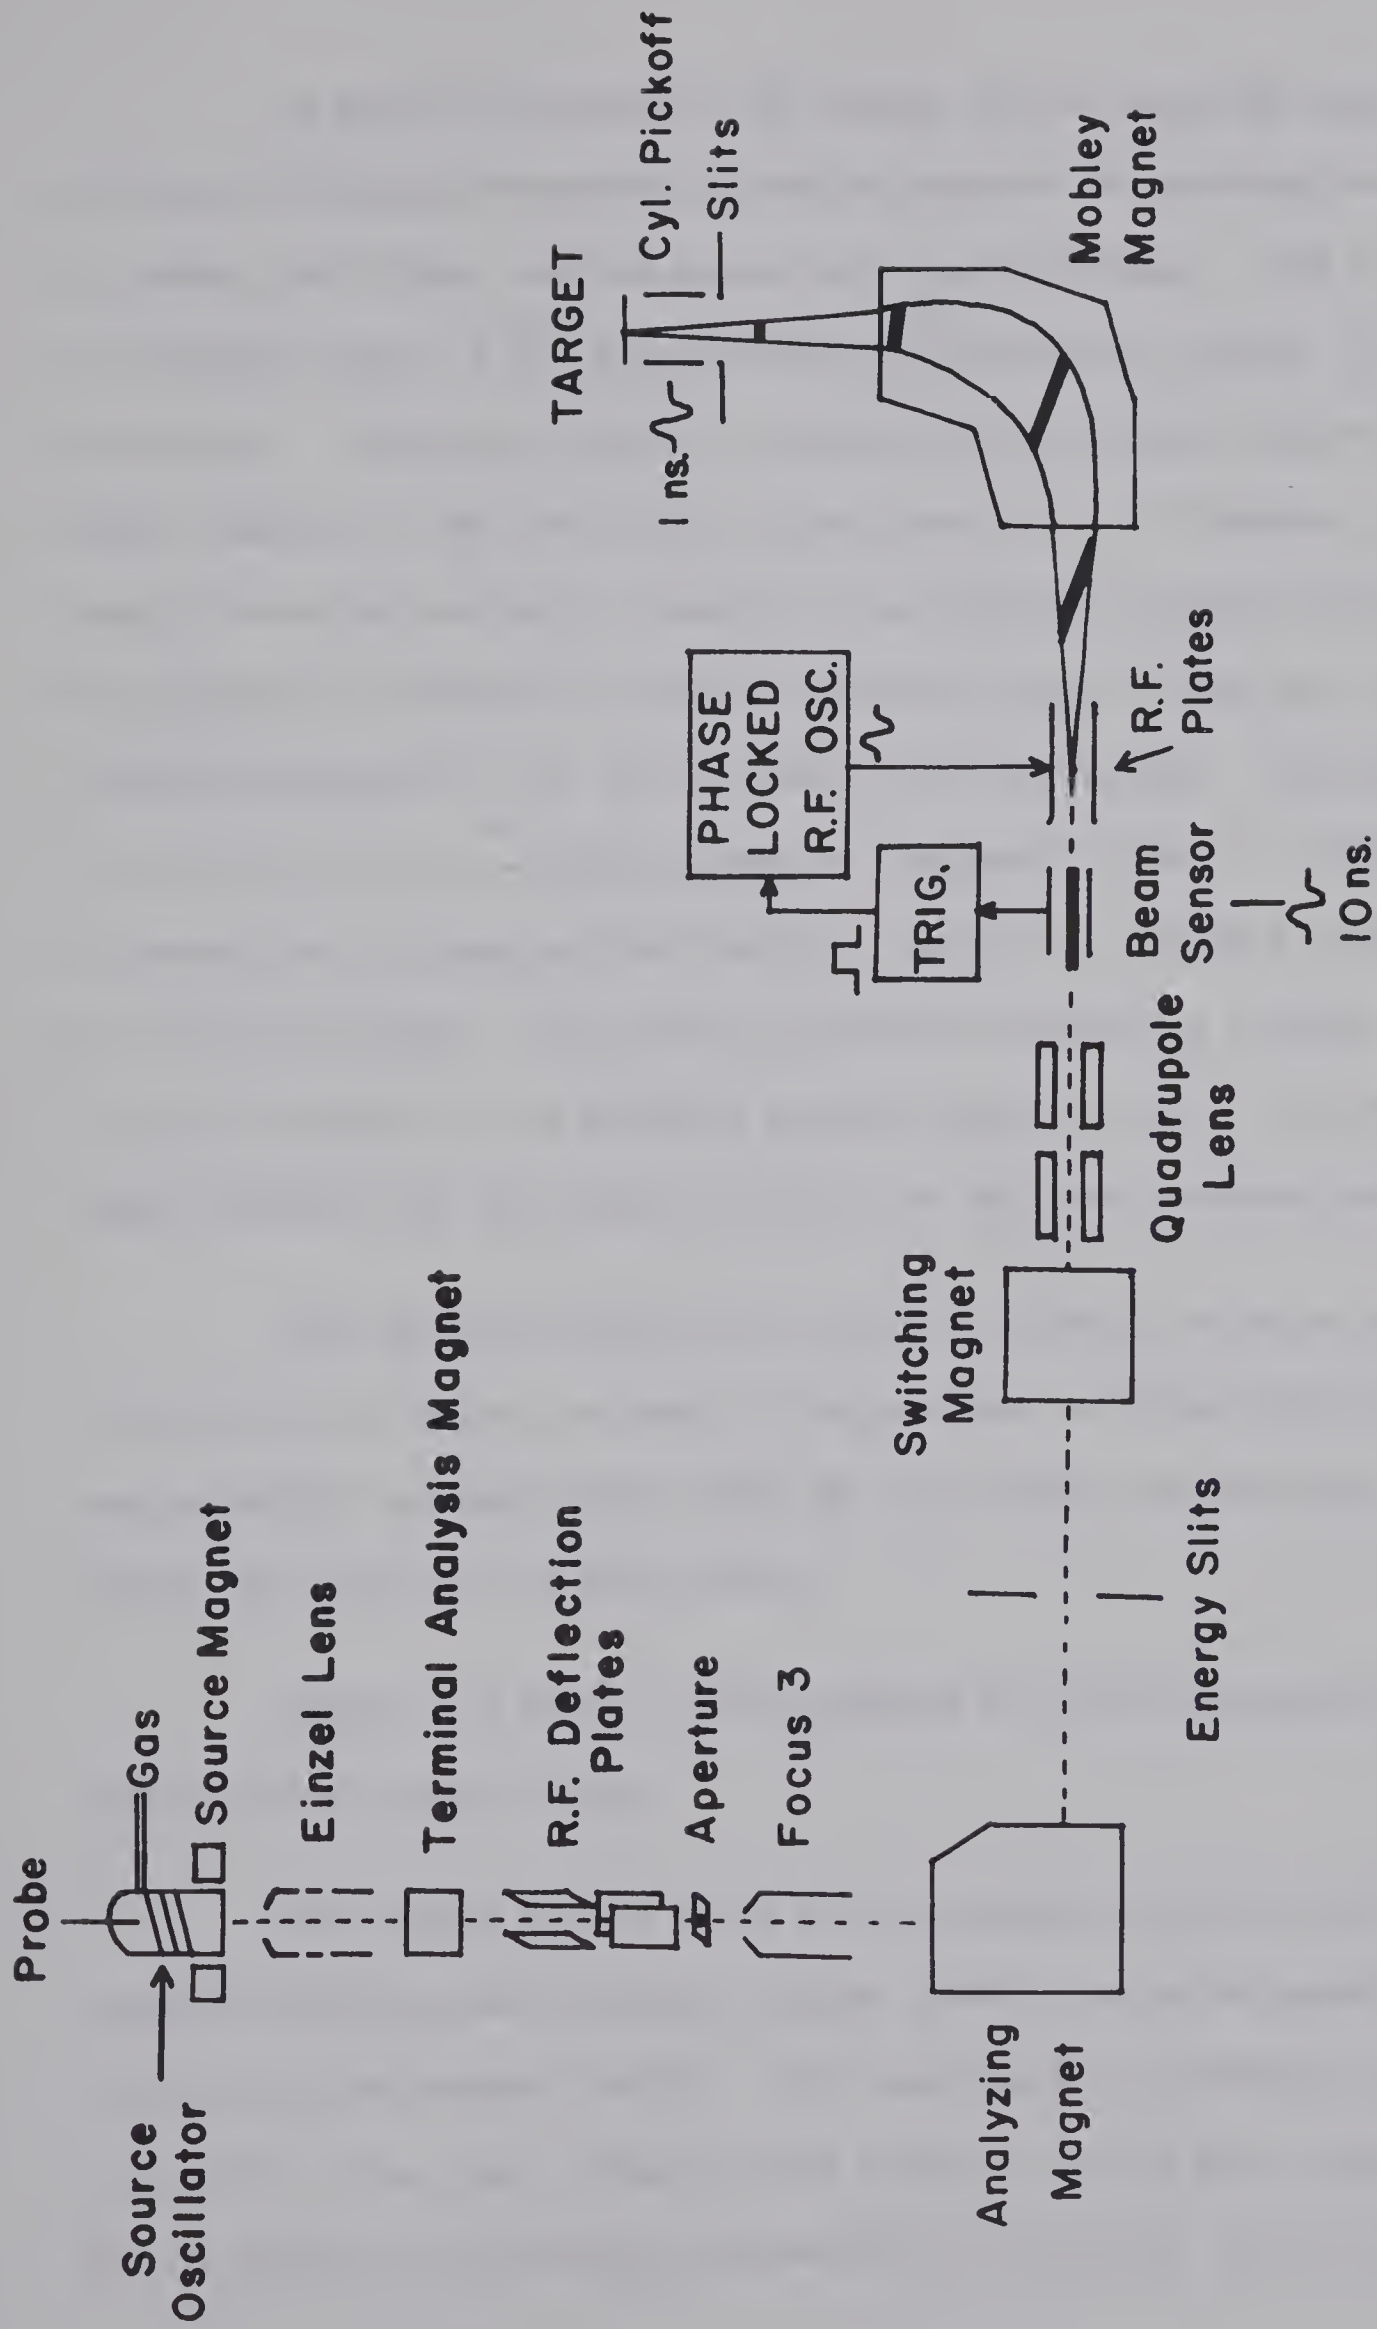 Probe
Gas
Source
Oscillator
Source Magnet
Einzel Lens
Terminal Analysis Magnet
R.F. Deflection
Plates
Aperture
Focus 3
Analyzing
Magnet
Energy Slits
Switching
Magnet
Quadrupole
Lens
Beam
Sensor
10 ns.
TRIG.
PHASE
LOCKED
R.F. OSC.
R.F.
Plates
Mobley
Magnet
TARGET
1 ns.
Cyl. Pickoff
Slits